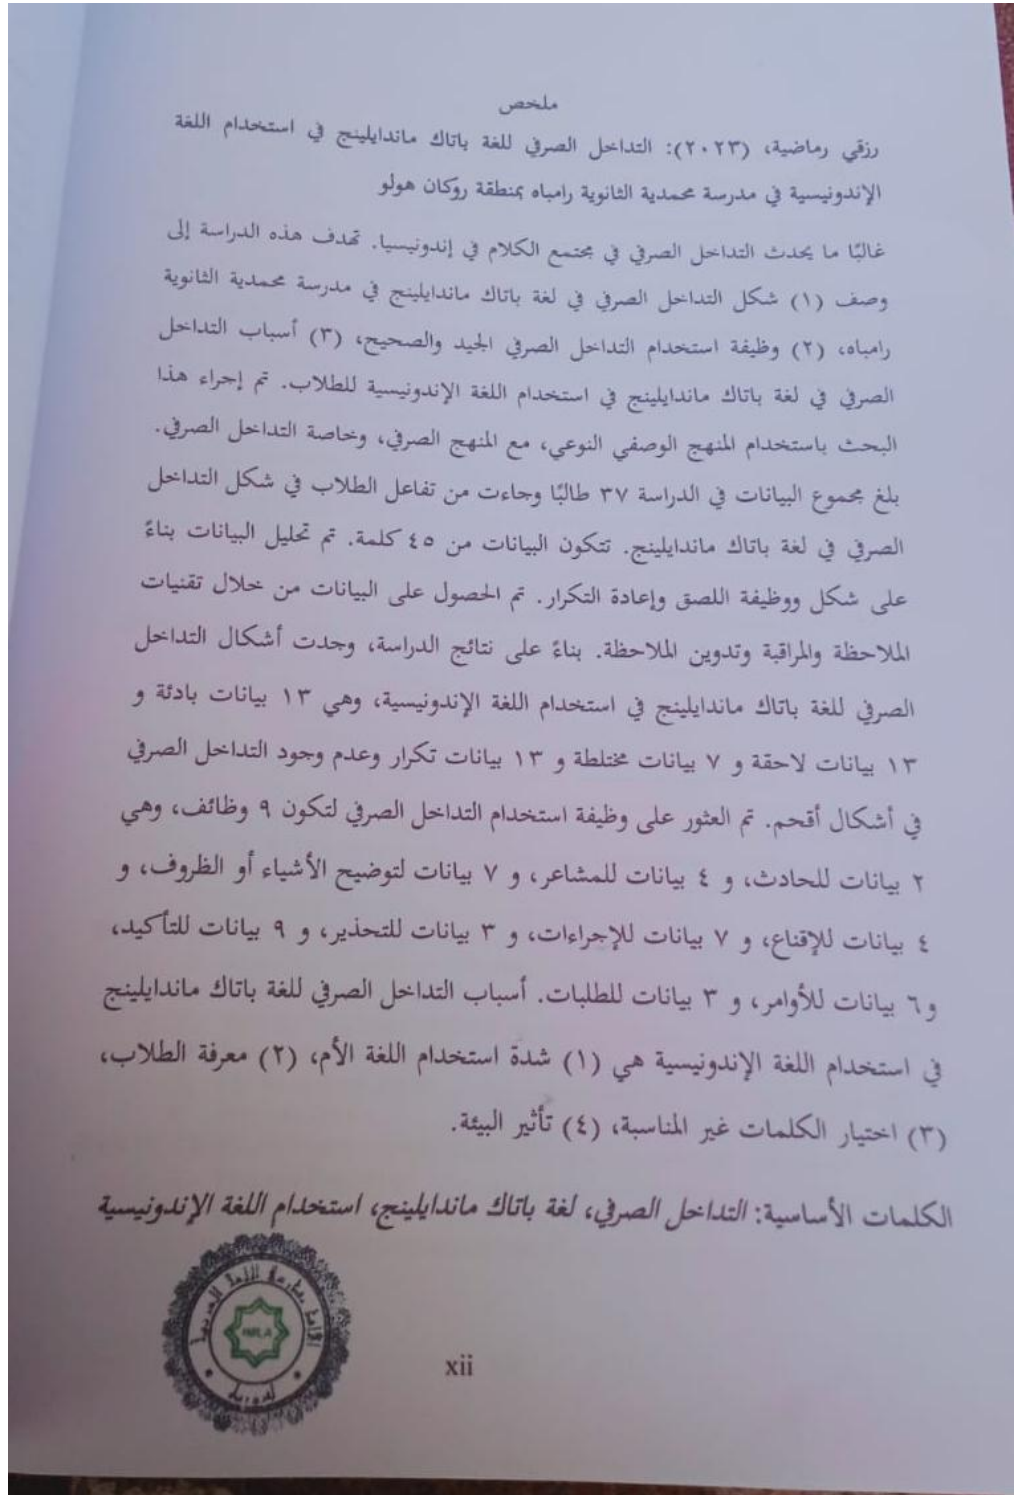 ملخص
رزقي رماضية، (٢٠٢٣): التداخل الصرفي للغة باتاك ماندايلينج في استخدام اللغة
الإندونيسية في مدرسة محمدية الثانوية رامباه بمنطقة روكان هولو
غالبًا ما يحدث التداخل الصرفي في مجتمع الكلام في إندونيسيا. تهدف هذه الدراسة إلى
وصف (١) شكل التداخل الصرفي في لغة باتاك ماندايلينج في مدرسة محمدية الثانوية
رامباه، (٢) وظيفة استخدام التداخل الصرفي الجيد والصحيح، (٣) أسباب التداخل
الصرفي في لغة باتاك ماندايلينج في استخدام اللغة الإندونيسية للطلاب. تم إجراء هذا
البحث باستخدام المنهج الوصفي النوعي، مع المنهج الصرفي، وخاصة التداخل الصرفي.
بلغ مجموع البيانات في الدراسة ٣٧ طالبًا وجاءت من تفاعل الطلاب في شكل التداخل
الصرفي في لغة باتاك ماندايلينج. تتكون البيانات من ٤٥ كلمة. تم تحليل البيانات بناءً
على شكل ووظيفة اللصق وإعادة التكرار. تم الحصول على البيانات من خلال تقنيات
الملاحظة والمراقبة وتدوين الملاحظة. بناءً على نتائج الدراسة، وجدت أشكال التداخل
الصرفي للغة باتاك ماندايلينج في استخدام اللغة الإندونيسية، وهي ١٣ بيانات بادئة و
١٣ بيانات لاحقة و ٧ بيانات مختلطة و ١٣ بيانات تكرار وعدم وجود التداخل الصرفي
في أشكال أقحم. تم العثور على وظيفة استخدام التداخل الصرفي لتكون ٩ وظائف، وهي
٢ بيانات للحادث، و ٤ بيانات للمشاعر، و ٧ بيانات لتوضيح الأشياء أو الظروف، و
٤ بيانات للإقناع، و ٧ بيانات للإجراءات، و ٣ بيانات للتحذير، و ٩ بيانات للتأكيد،
و٦ بيانات للأوامر، و ٣ بيانات للطلبات. أسباب التداخل الصرفي للغة باتاك ماندايلينج
في استخدام اللغة الإندونيسية هي (١) شدة استخدام اللغة الأم، (٢) معرفة الطلاب،
(٣) اختيار الكلمات غير المناسبة، (٤) تأثير البيئة.
الكلمات الأساسية: التداخل الصرفي، لغة باتاك ماندايلينج، استخدام اللغة الإندونيسية
xii